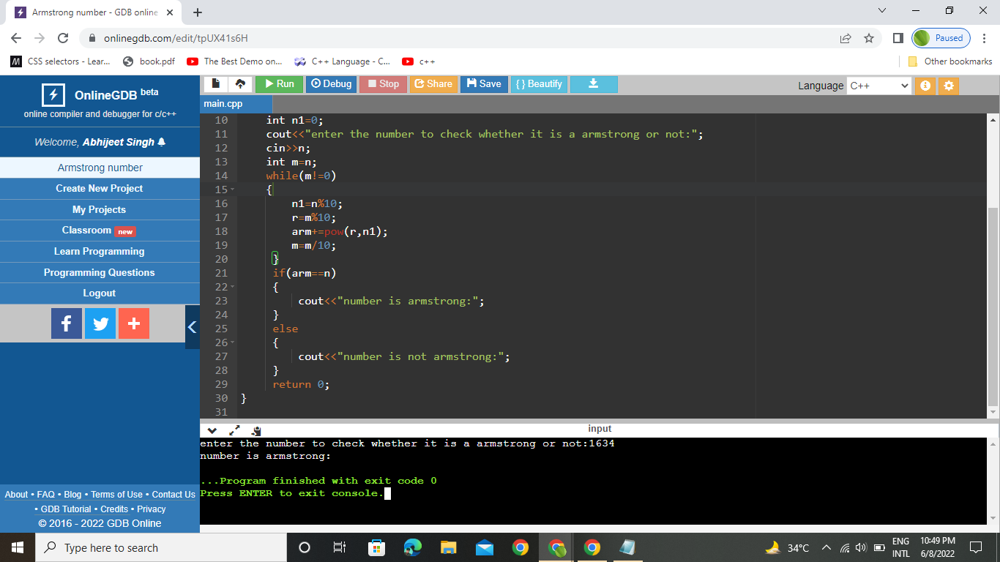 Armstrong number - GDB online
onlinegdb.com/edit/tpUX41s6H
Paused
CSS selectors - Lear...
book.pdf
The Best Demo on...
C++ Language - C...
c++
Other bookmarks
OnlineGDB beta
online compiler and debugger for c/c++
Welcome, Abhijeet Singh
Armstrong number
Create New Project
My Projects
Classroom new
Learn Programming
Programming Questions
Logout
About • FAQ • Blog • Terms of Use • Contact Us
• GDB Tutorial • Credits • Privacy
© 2016 - 2022 GDB Online
Run
Debug
Stop
Share
Save
{ } Beautify
Language C++
main.cpp
10 int n1=0;
11 cout<<"enter the number to check whether it is a armstrong or not:";
12 cin>>n;
13 int m=n;
14 while(m!=0)
15 {
16 n1=n%10;
17 r=m%10;
18 arm+=pow(r,n1);
19 m=m/10;
20 }
21 if(arm==n)
22 {
23 cout<<"number is armstrong:";
24 }
25 else
26 {
27 cout<<"number is not armstrong:";
28 }
29 return 0;
30 }
31
input
enter the number to check whether it is a armstrong or not:1634
number is armstrong:
...Program finished with exit code 0
Press ENTER to exit console.
Type here to search
34°C
ENG
INTL
10:49 PM
6/8/2022